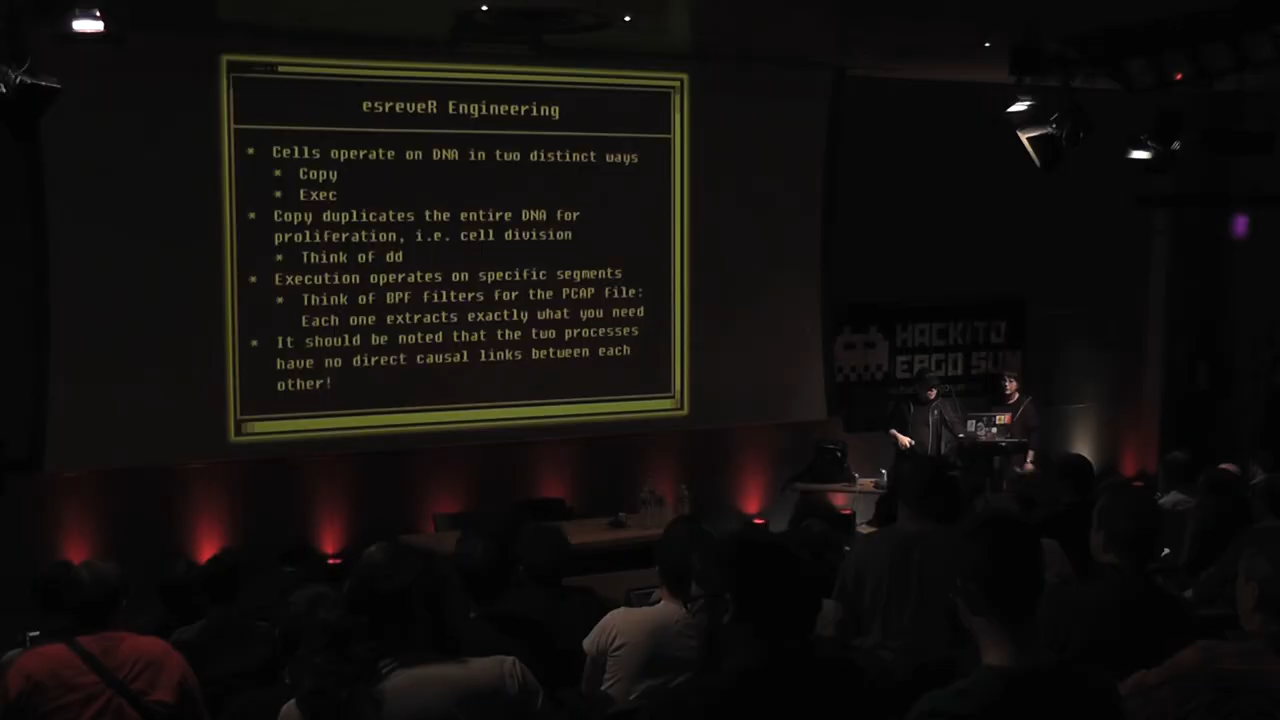 esreveR Engineering
* Cells operate on DNA in two distinct ways
* Copy
* Exec
* Copy duplicates the entire DNA for
proliferation, i.e. cell division
* Think of dd
* Execution operates on specific segments
* Think of BPF filters for the PCAP file:
Each one extracts exactly what you need
* It should be noted that the two processes
have no direct causal links between each
other!
HACKITO
ERGO SUM